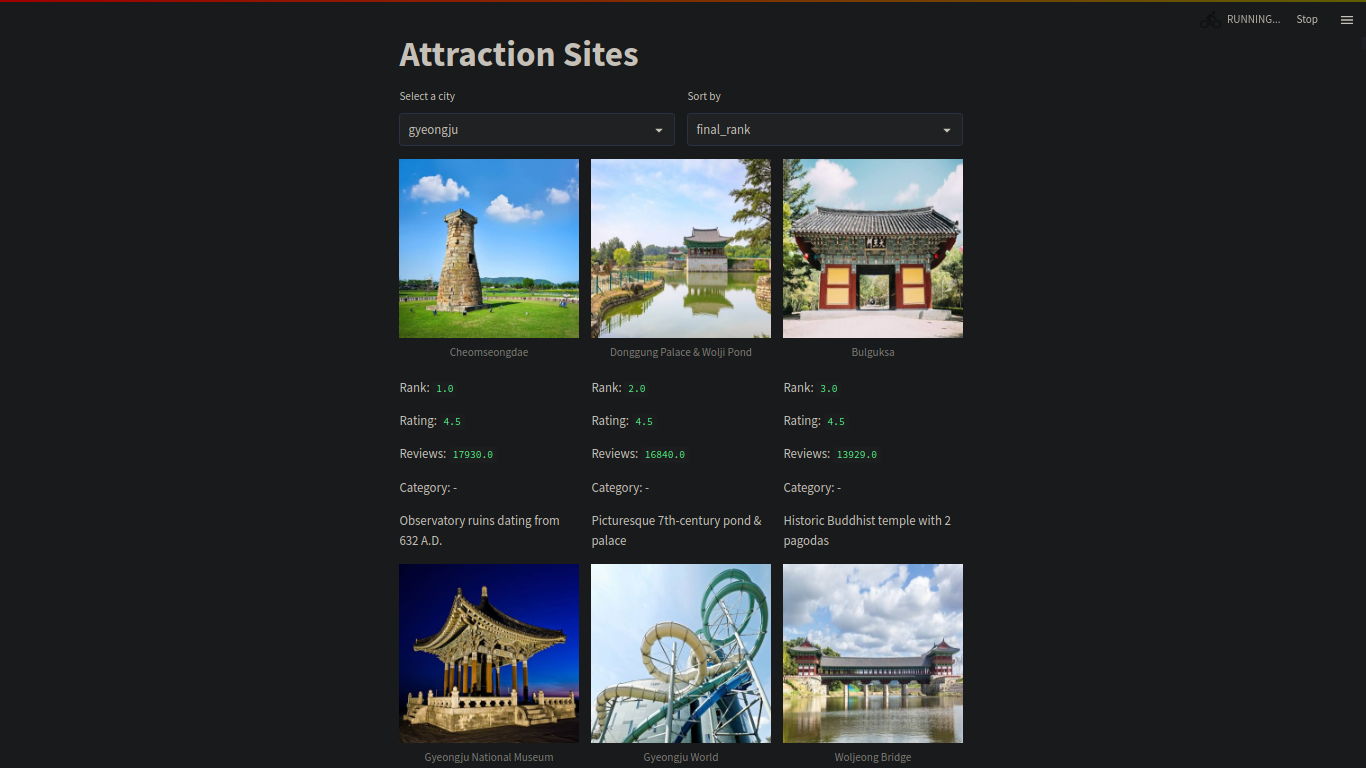 RUNNING... Stop
Attraction Sites
Select a city Sort by
gyeongju final_rank
Cheomseongdae Donggung Palace & Wolji Pond Bulguksa
Rank: 1.0 Rank: 2.0 Rank: 3.0
Rating: 4.5 Rating: 4.5 Rating: 4.5
Reviews: 17930.0 Reviews: 16840.0 Reviews: 13929.0
Category: - Category: - Category: -
Observatory ruins dating from Picturesque 7th-century pond & Historic Buddhist temple with 2
632 A.D. palace pagodas
Gyeongju National Museum Gyeongju World Woljeong Bridge